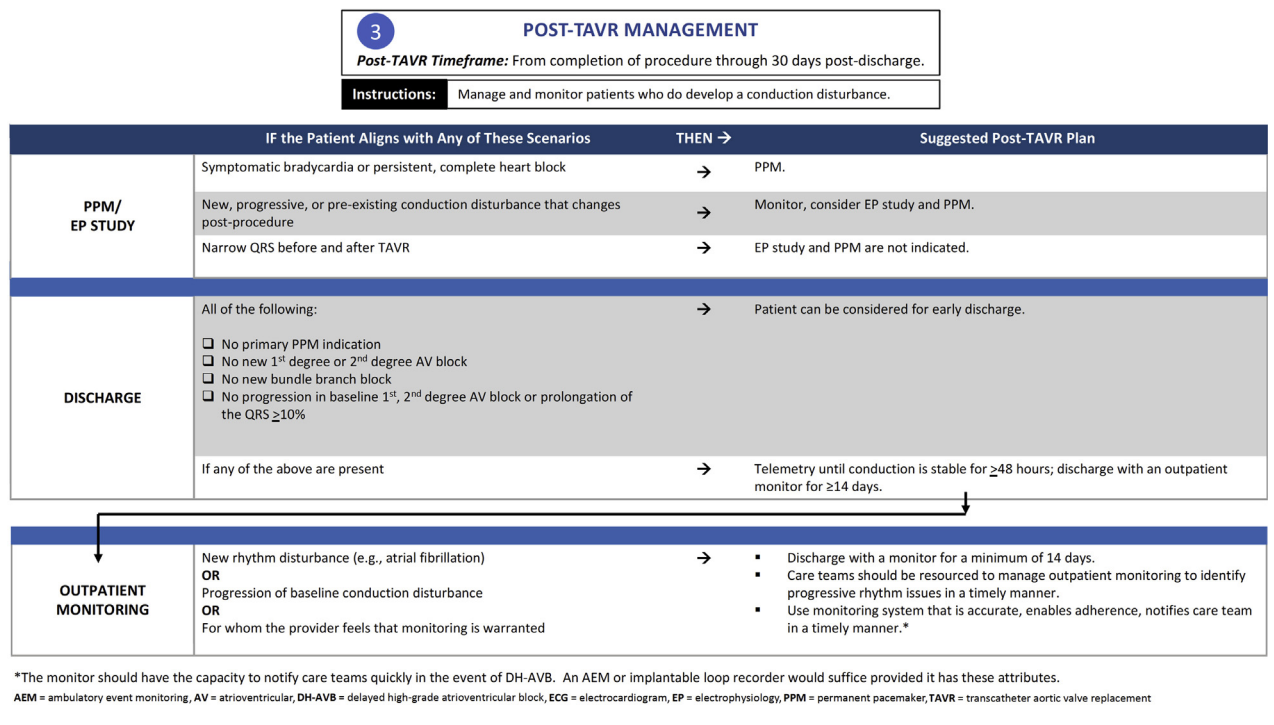 3
POST-TAVR MANAGEMENT
Post-TAVR Timeframe: From completion of procedure through 30 days post-discharge.
Instructions: Manage and monitor patients who do develop a conduction disturbance.
IF the Patient Aligns with Any of These Scenarios THEN → Suggested Post-TAVR Plan
PPM/
EP STUDY
Symptomatic bradycardia or persistent, complete heart block → PPM.
New, progressive, or pre-existing conduction disturbance that changes
post-procedure
→ Monitor, consider EP study and PPM.
Narrow QRS before and after TAVR → EP study and PPM are not indicated.
DISCHARGE
All of the following: → Patient can be considered for early discharge.
❑ No primary PPM indication
❑ No new 1st degree or 2nd degree AV block
❑ No new bundle branch block
❑ No progression in baseline 1st, 2nd degree AV block or prolongation of
the QRS ≥10%
If any of the above are present → Telemetry until conduction is stable for ≥48 hours; discharge with an outpatient
monitor for ≥14 days.
OUTPATIENT
MONITORING
New rhythm disturbance (e.g., atrial fibrillation) →
OR
Progression of baseline conduction disturbance
OR
For whom the provider feels that monitoring is warranted
▪ Discharge with a monitor for a minimum of 14 days.
▪ Care teams should be resourced to manage outpatient monitoring to identify
progressive rhythm issues in a timely manner.
▪ Use monitoring system that is accurate, enables adherence, notifies care team
in a timely manner.*
*The monitor should have the capacity to notify care teams quickly in the event of DH-AVB. An AEM or implantable loop recorder would suffice provided it has these attributes.
AEM = ambulatory event monitoring, AV = atrioventricular, DH-AVB = delayed high-grade atrioventricular block, ECG = electrocardiogram, EP = electrophysiology, PPM = permanent pacemaker, TAVR = transcatheter aortic valve replacement